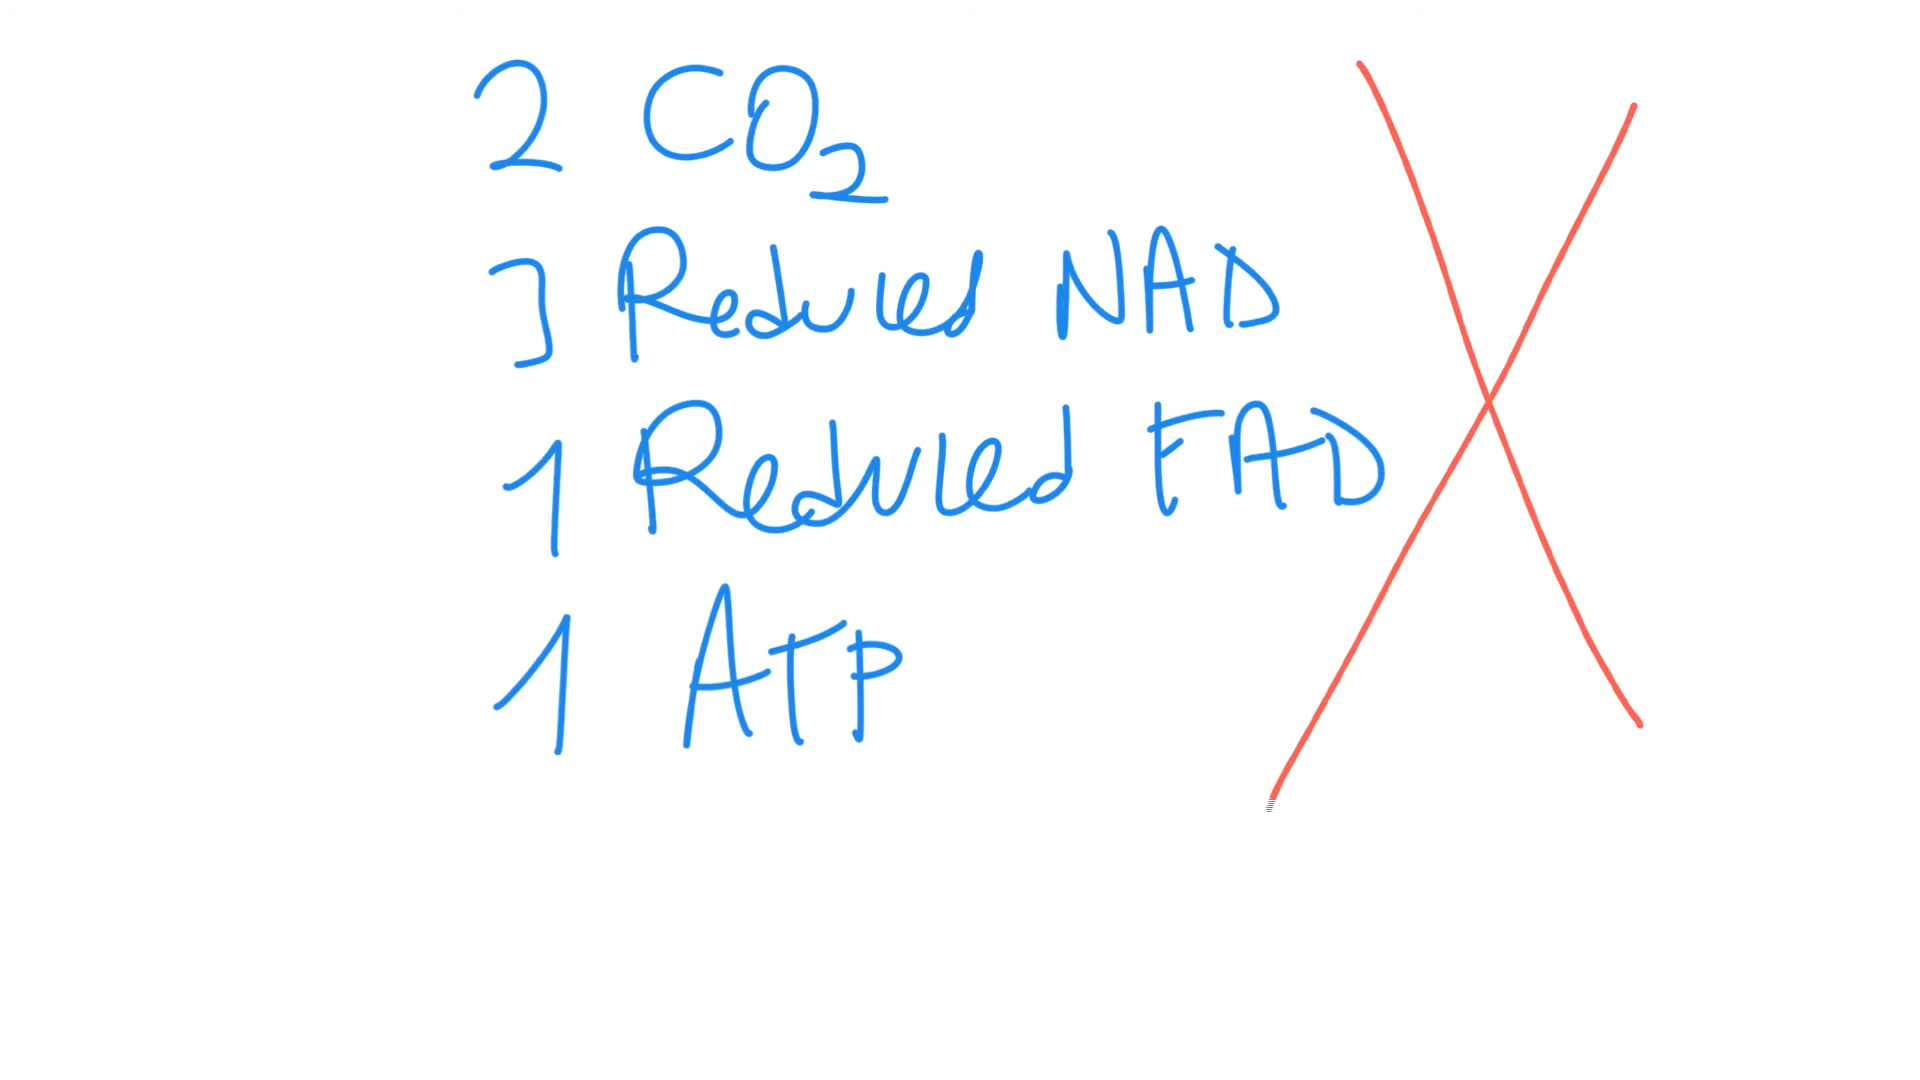 2 CO₂
3 Reduced NAD
1 Reduced FAD
1 ATP